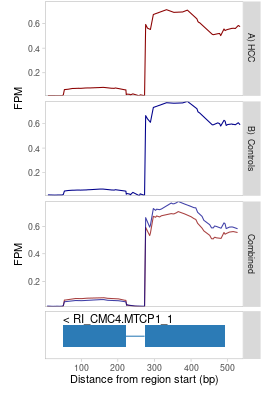 0.6
0.4
0.2
A) HCC
FPM
0.6
0.4
0.2
B) Controls
0.6
0.4
0.2
Combined
FPM
< RI_CMC4.MTCP1_1
100 200 300 400 500
Distance from region start (bp)